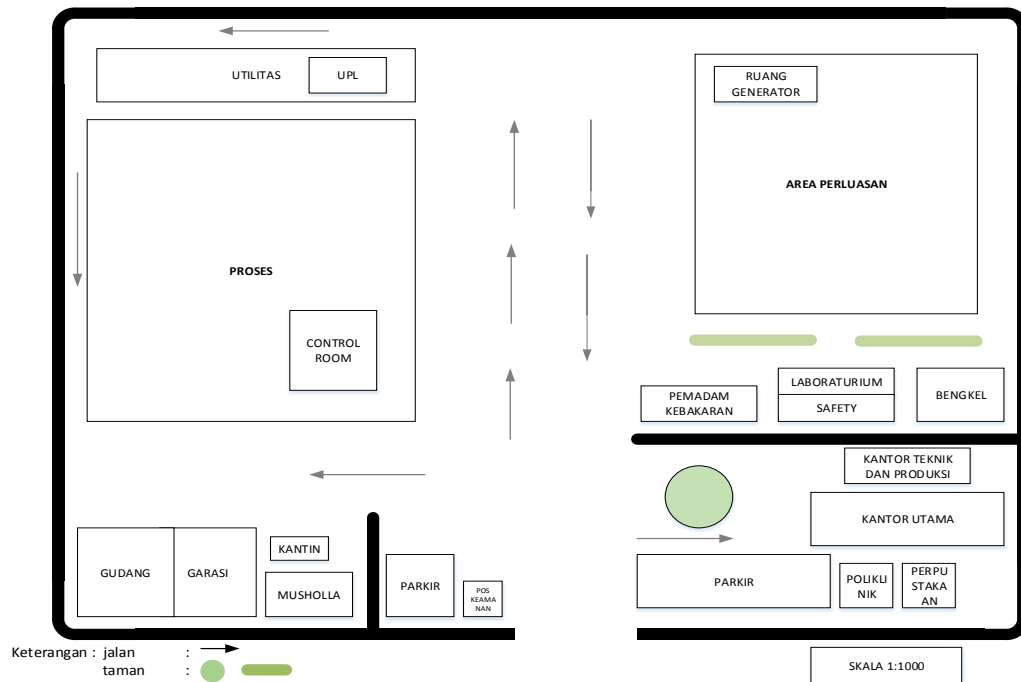 UTILITAS
UPL
RUANG
GENERATOR
AREA PERLUASAN
PROSES
CONTROL
ROOM
PEMADAM
KEBAKARAN
LABORATURIUM
SAFETY
BENGKEL
KANTOR TEKNIK
DAN PRODUKSI
KANTOR UTAMA
GUDANG
GARASI
KANTIN
MUSHOLLA
PARKIR
POS
KEAMA
NAN
PARKIR
POLIKLI
NIK
PERPU
STAKA
AN
Keterangan : jalan :
taman :
SKALA 1:1000